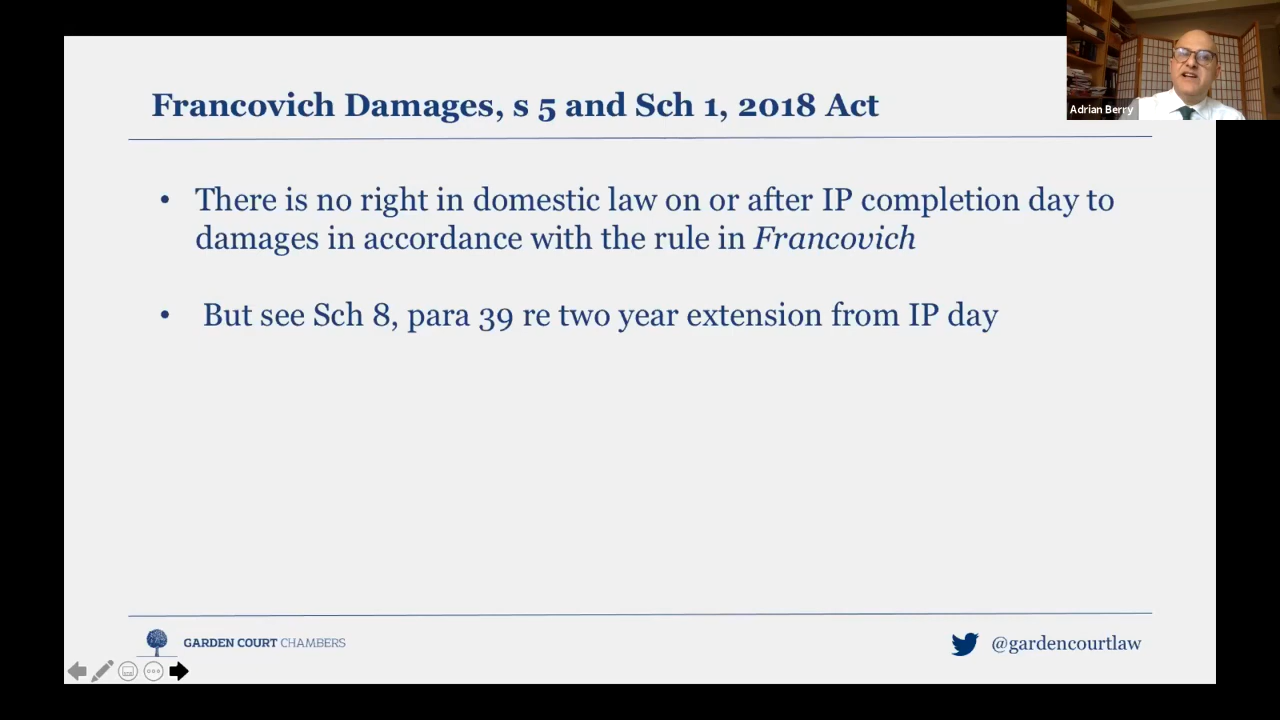 Francovich Damages, s 5 and Sch 1, 2018 Act
Adrian Berry
• There is no right in domestic law on or after IP completion day to
damages in accordance with the rule in Francovich
• But see Sch 8, para 39 re two year extension from IP day
GARDEN COURT CHAMBERS
@gardencourtlaw